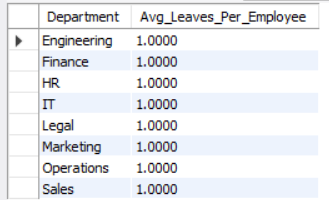 Department Avg_Leaves_Per_Employee
Engineering 1.0000
Finance 1.0000
HR 1.0000
IT 1.0000
Legal 1.0000
Marketing 1.0000
Operations 1.0000
Sales 1.0000